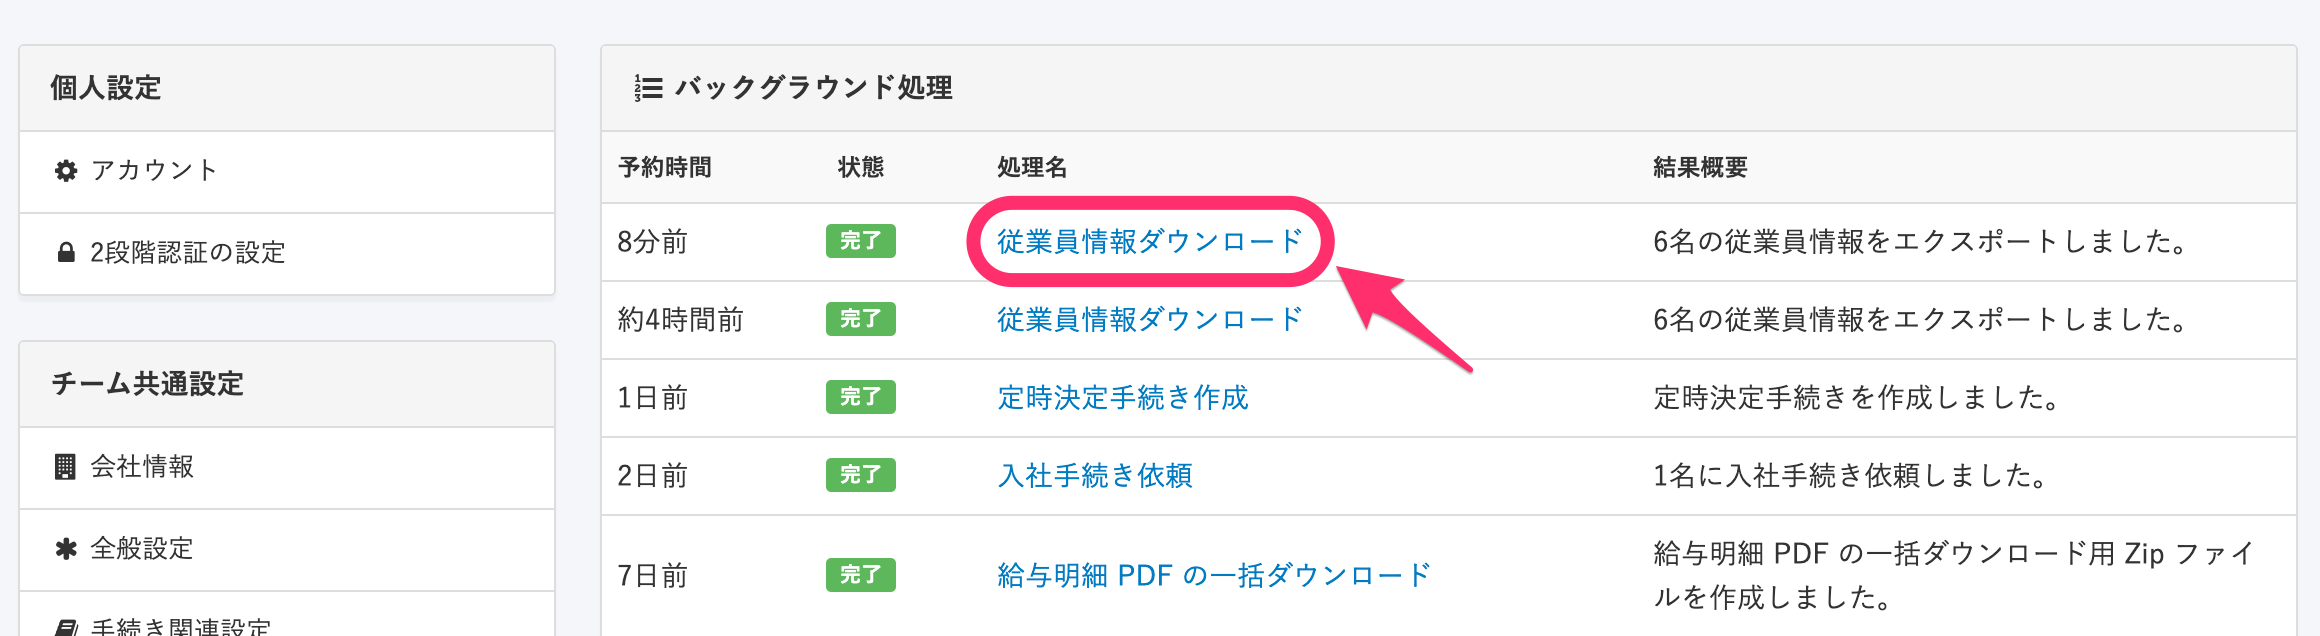 個人設定
アカウント
2段階認証の設定
チーム共通設定
会社情報
全般設定
手続き関連設定
バックグラウンド処理
予約時間 状態 処理名 結果概要
8分前 完了 従業員情報ダウンロード 6名の従業員情報をエクスポートしました。
約4時間前 完了 従業員情報ダウンロード 6名の従業員情報をエクスポートしました。
1日前 完了 定時決定手続き作成 定時決定手続きを作成しました。
2日前 完了 入社手続き依頼 1名に入社手続き依頼しました。
7日前 完了 給与明細 PDF の一括ダウンロード 給与明細 PDF の一括ダウンロード用 Zip ファイ
ルを作成しました。